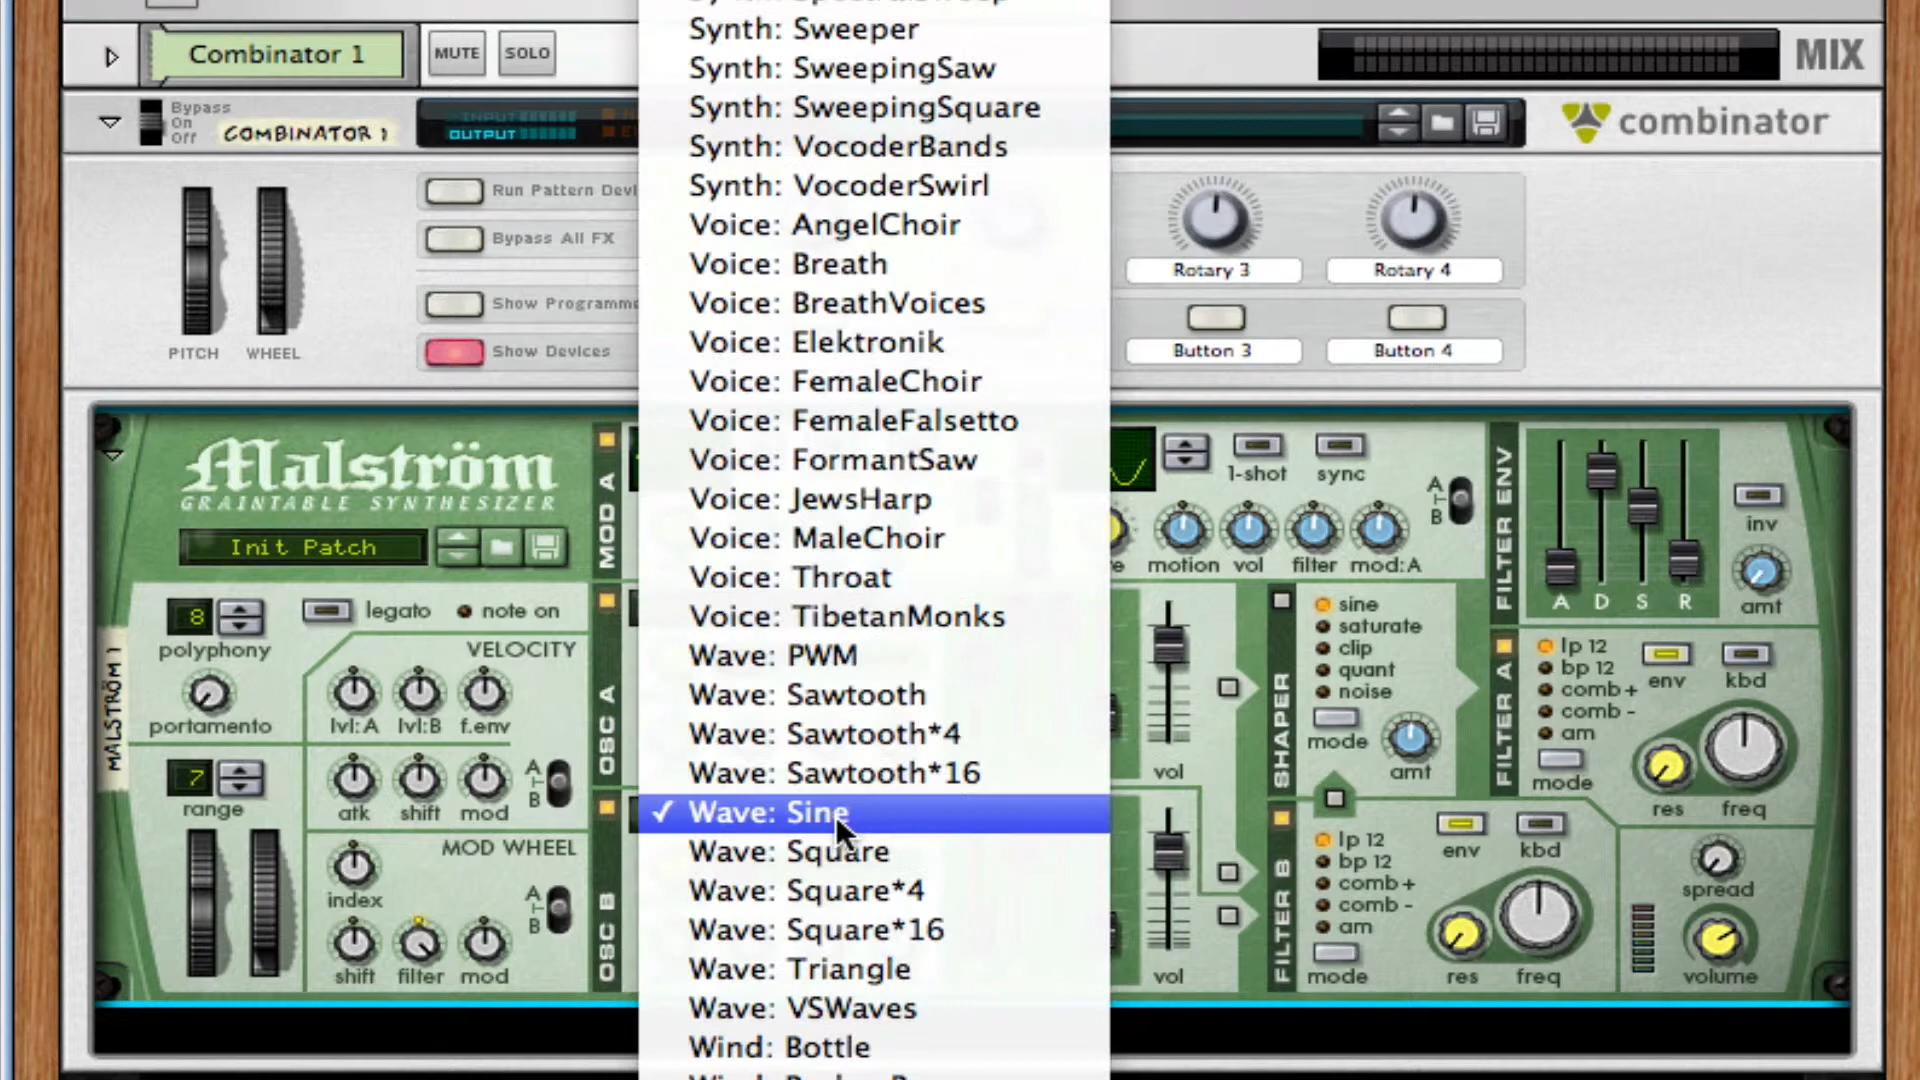 Combinator 1
MUTE
SOLO
MIX
Bypass
On
Off
COMBINATOR 1
INPUT
OUTPUT
combinator
PITCH
WHEEL
Run Pattern Devi
Bypass All FX
Show Programme
Show Devices
Rotary 3
Rotary 4
Button 3
Button 4
Synth: Sweeper
Synth: SweepingSaw
Synth: SweepingSquare
Synth: VocoderBands
Synth: VocoderSwirl
Voice: AngelChoir
Voice: Breath
Voice: BreathVoices
Voice: Elektronik
Voice: FemaleChoir
Voice: FemaleFalsetto
Voice: FormantSaw
Voice: JewsHarp
Voice: MaleChoir
Voice: Throat
Voice: TibetanMonks
Wave: PWM
Wave: Sawtooth
Wave: Sawtooth*4
Wave: Sawtooth*16
✓ Wave: Sine
Wave: Square
Wave: Square*4
Wave: Square*16
Wave: Triangle
Wave: VSWaves
Wind: Bottle
Malström
GRAINTABLE SYNTHESIZER
Init Patch
MALSTRÖM 1
8
polyphony
legato
note on
portamento
VELOCITY
lvl:A
lvl:B
f.env
7
range
atk
shift
mod
A
B
MOD WHEEL
index
A
B
shift
filter
mod
MOD A
OSC A
OSC B
1-shot
sync
A
B
motion
vol
filter
mod:A
vol
vol
SHAPER
sine
saturate
clip
quant
noise
mode
amt
FILTER ENV
A
D
S
R
inv
amt
FILTER A
lp 12
bp 12
comb +
comb -
am
mode
env
kbd
res
freq
FILTER B
lp 12
bp 12
comb +
comb -
am
mode
env
kbd
res
freq
spread
volume